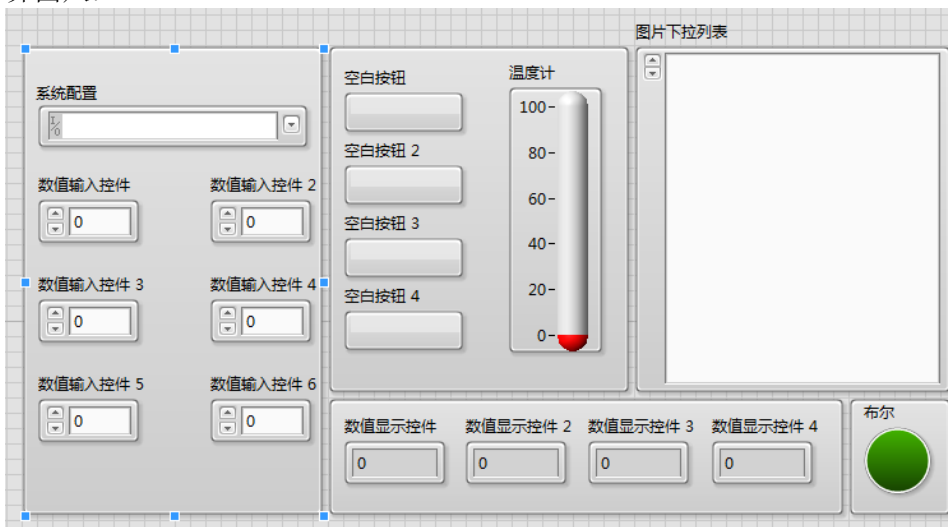 图片下拉列表
系统配置
I/0
数值输入控件
数值输入控件 2
0
0
数值输入控件 3
数值输入控件 4
0
0
数值输入控件 5
数值输入控件 6
0
0
空白按钮
空白按钮 2
空白按钮 3
空白按钮 4
温度计
100
80
60
40
20
0
数值显示控件
数值显示控件 2
数值显示控件 3
数值显示控件 4
0
0
0
0
布尔